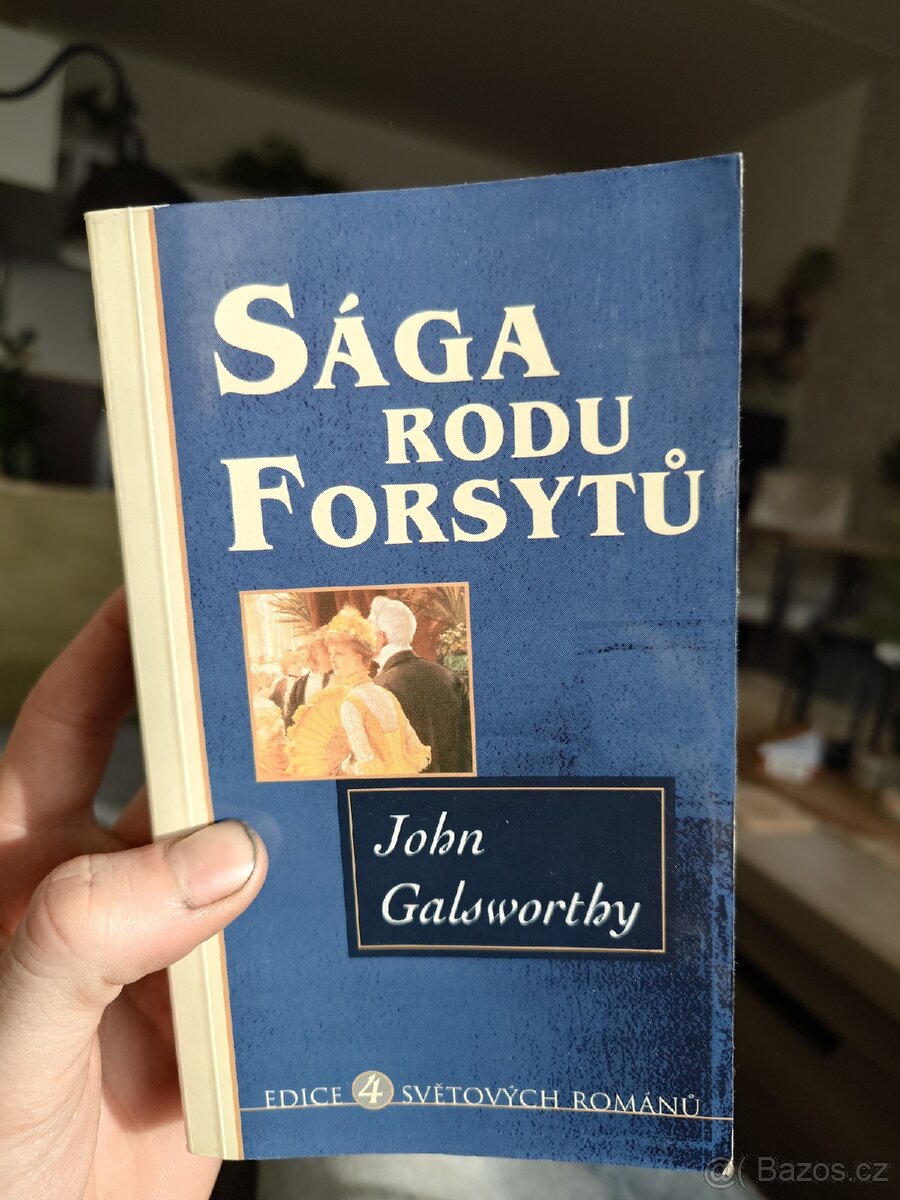 SÁGA
RODU
FORSYTŮ
John
Galsworthy
EDICE 4 SVĚTOVÝCH ROMÁNŮ
@( Bazos.cz